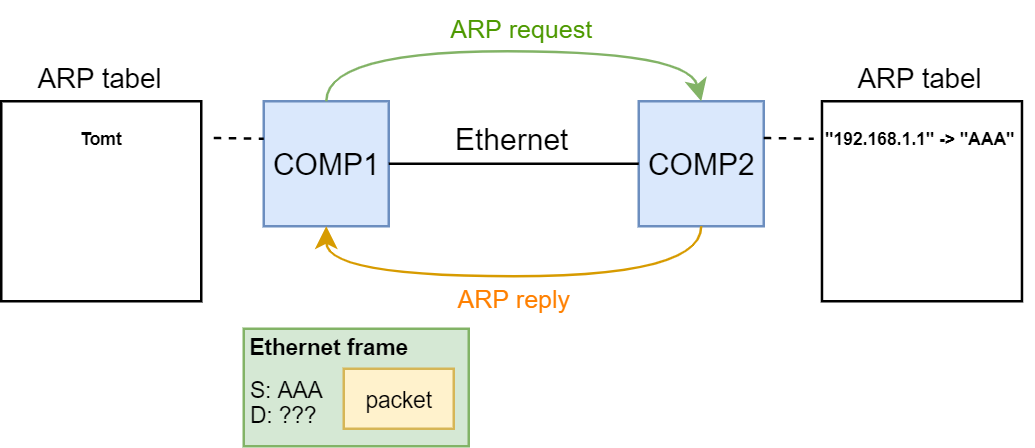 ARP request
ARP tabel
ARP tabel
Tomt
Ethernet
"192.168.1.1" -> "AAA"
COMP1
COMP2
ARP reply
Ethernet frame
S: AAA
D: ???
packet